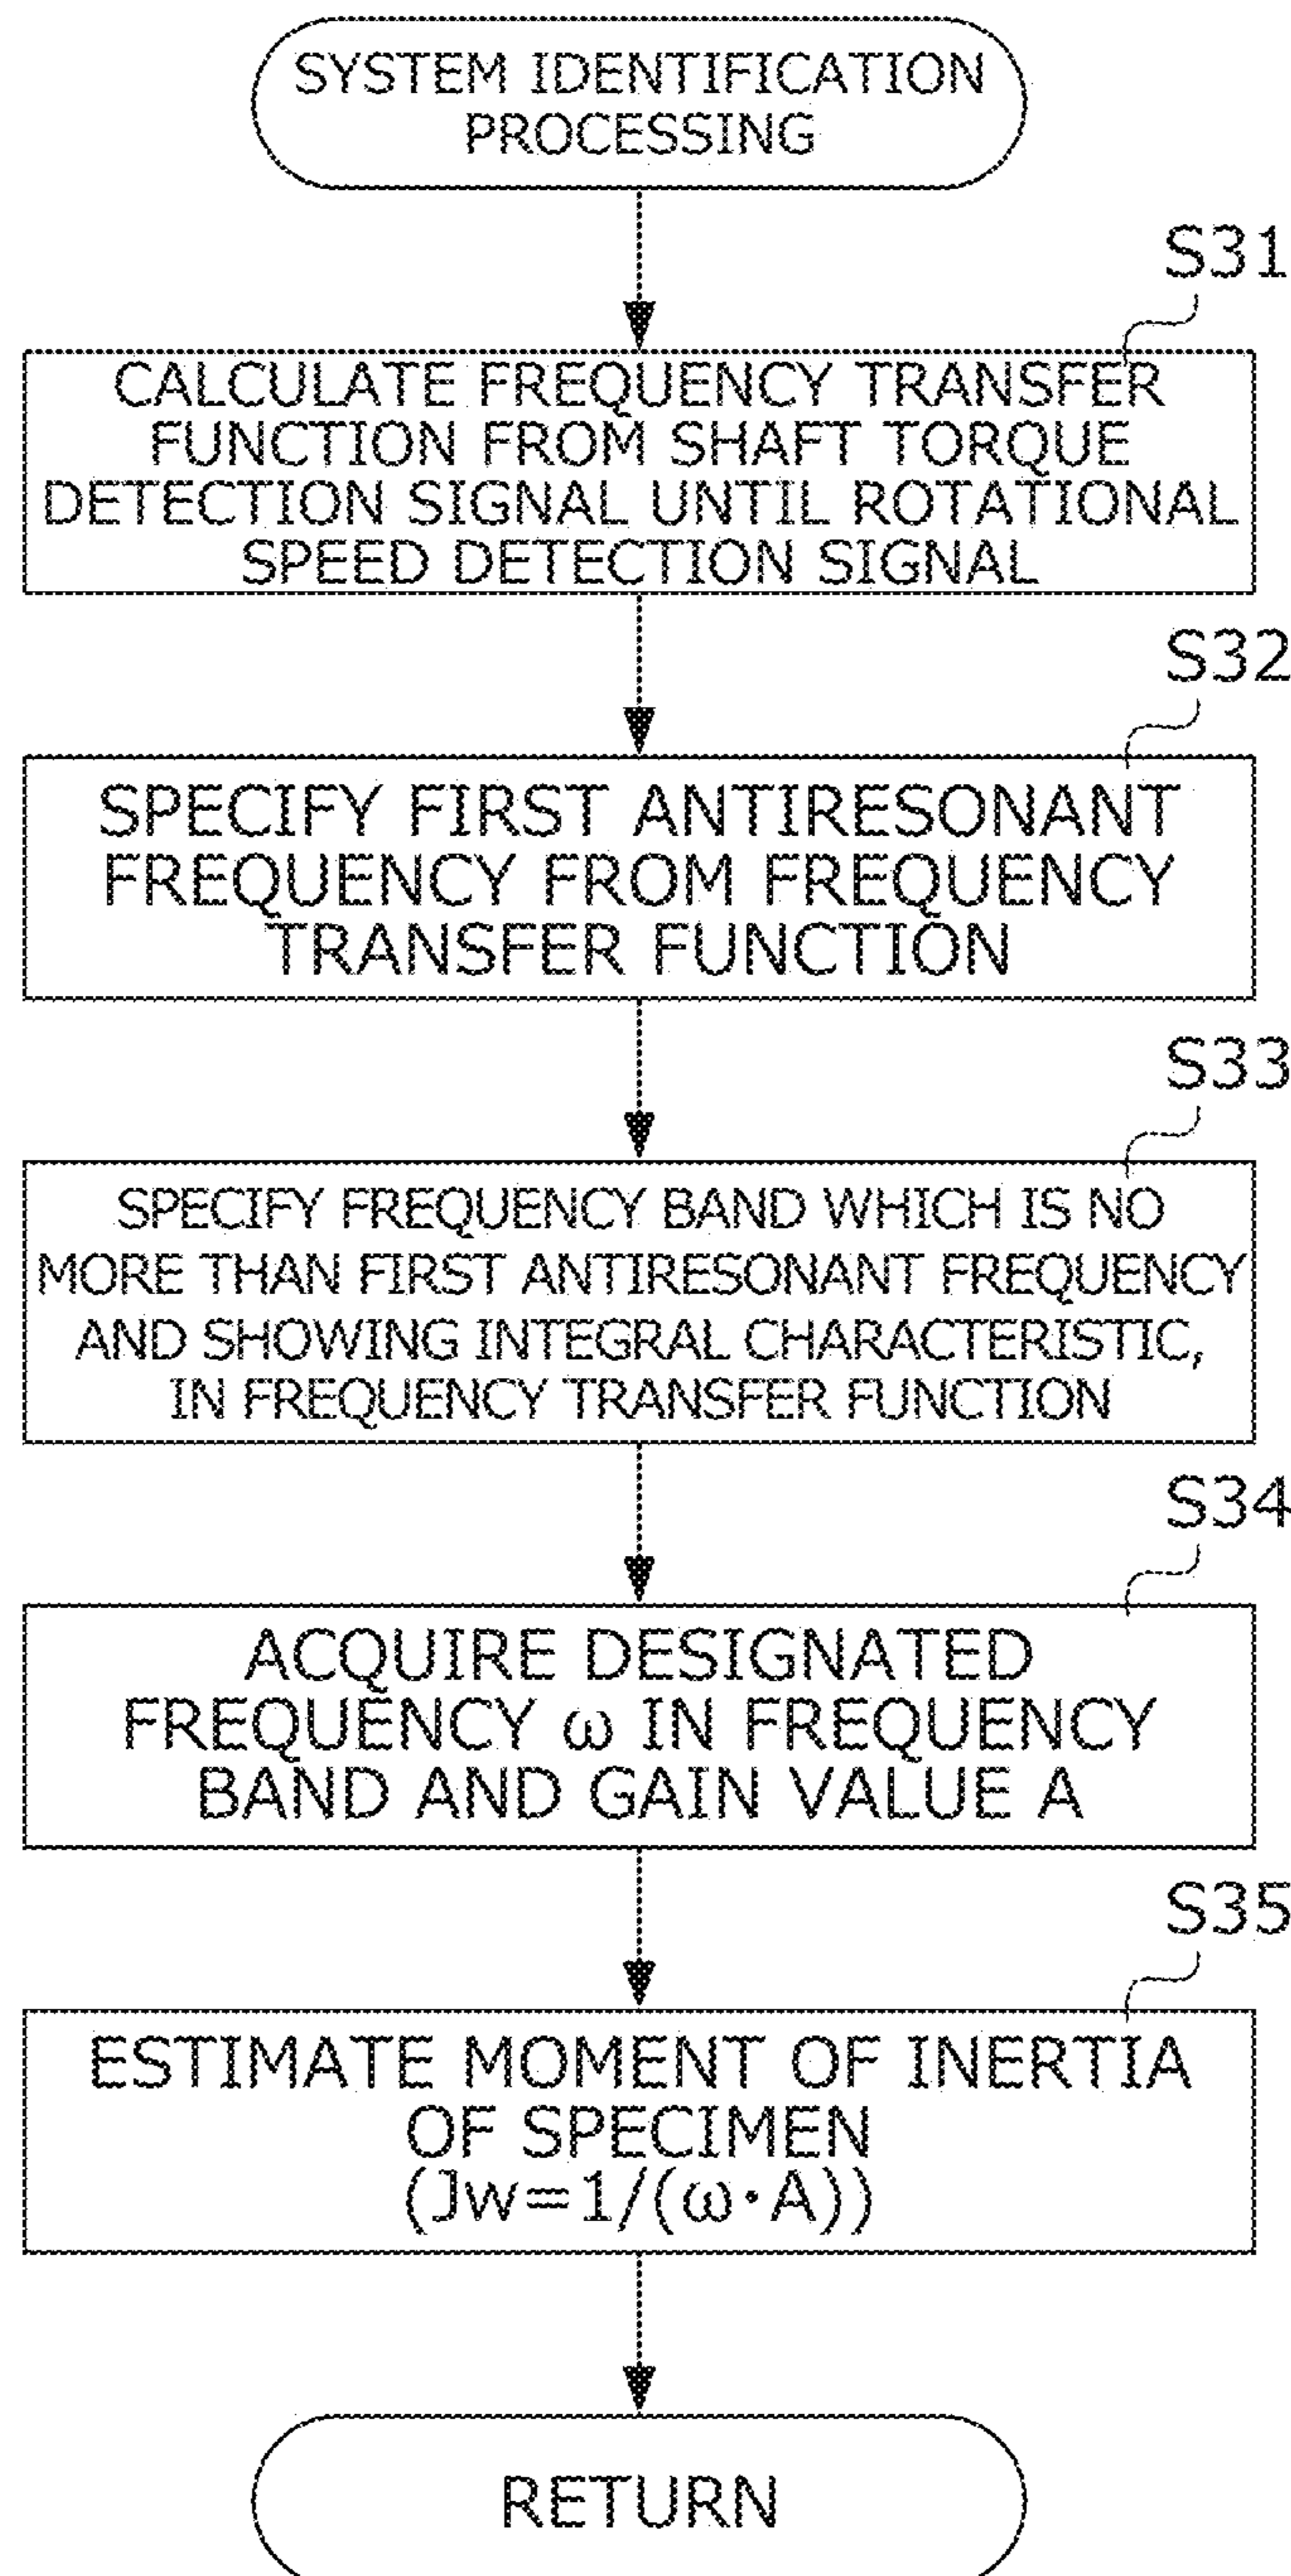 SYSTEM IDENTIFICATION
PROCESSING
S31
CALCULATE FREQUENCY TRANSFER
FUNCTION FROM SHAFT TORQUE
DETECTION SIGNAL UNTIL ROTATIONAL
SPEED DETECTION SIGNAL
S32
SPECIFY FIRST ANTIRESONANT
FREQUENCY FROM FREQUENCY
TRANSFER FUNCTION
S33
SPECIFY FREQUENCY BAND WHICH IS NO
MORE THAN FIRST ANTIRESONANT FREQUENCY
AND SHOWING INTEGRAL CHARACTERISTIC,
IN FREQUENCY TRANSFER FUNCTION
S34
ACQUIRE DESIGNATED
FREQUENCY ω IN FREQUENCY
BAND AND GAIN VALUE A
S35
ESTIMATE MOMENT OF INERTIA
OF SPECIMEN
(Jw=1/(ω·A))
RETURN